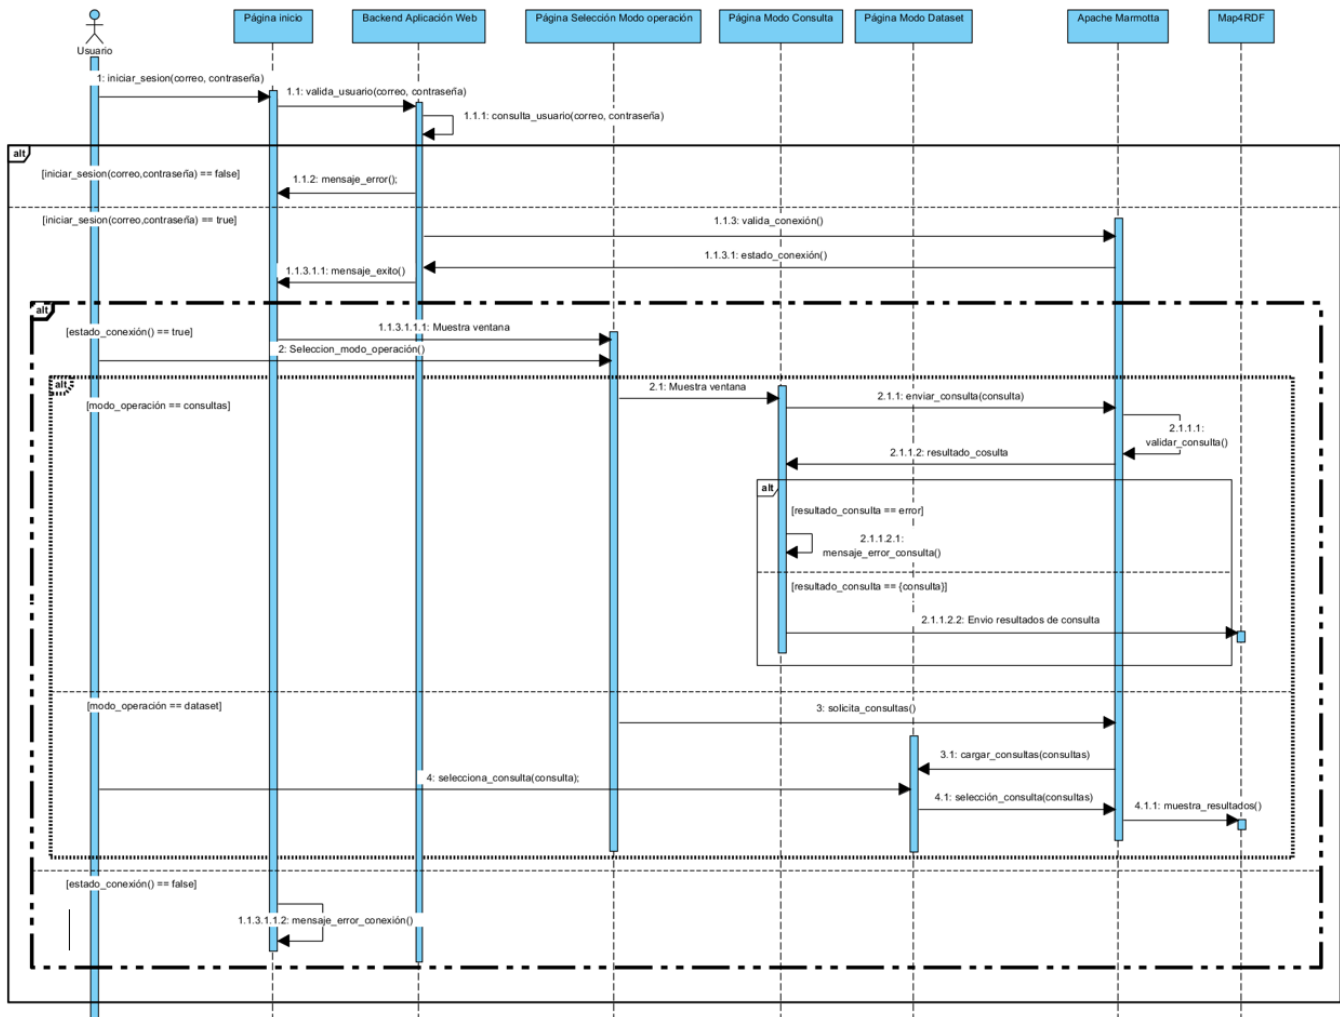 Página inicio
Backend Aplicación Web
Página Selección Modo operación
Página Modo Consulta
Página Modo Dataset
Apache Marmotta
Map4RDF
Usuario
1: iniciar_sesion(correo, contraseña)
1.1: valida_usuario(correo, contraseña)
1.1.1: consulta_usuario(correo, contraseña)
alt
[iniciar_sesion(correo,contraseña) == false]
1.1.2: mensaje_error();
[iniciar_sesion(correo,contraseña) == true]
1.1.3: valida_conexión()
1.1.3.1: estado_conexión()
1.1.3.1.1: mensaje_exito()
alt
[estado_conexión() == true]
1.1.3.1.1.1: Muestra ventana
2: Seleccion_modo_operación()
alt
2.1: Muestra ventana
[modo_operación == consultas]
2.1.1: enviar_consulta(consulta)
2.1.1.1:
validar_consulta()
2.1.1.2: resultado_cosulta
alt
[resultado_consulta == error]
2.1.1.2.1:
mensaje_error_consulta()
[resultado_consulta == {consulta}]
2.1.1.2.2: Envio resultados de consulta
[modo_operación == dataset]
3: solicita_consultas()
3.1: cargar_consultas(consultas)
4: selecciona_consulta(consulta);
4.1: selección_consulta(consultas)
4.1.1: muestra_resultados()
[estado_conexión() == false]
1.1.3.1.1.2: mensaje_error_conexión()